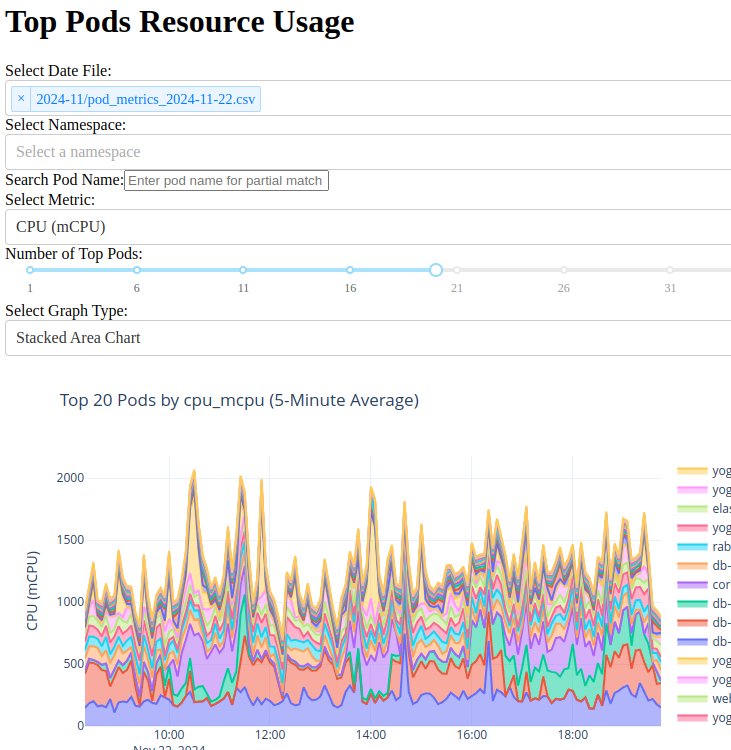 Top Pods Resource Usage
Select Date File:
× 2024-11/pod_metrics_2024-11-22.csv
Select Namespace:
Select a namespace
Search Pod Name: Enter pod name for partial match
Select Metric:
CPU (mCPU)
Number of Top Pods:
1 6 11 16 21 26 31
Select Graph Type:
Stacked Area Chart
Top 20 Pods by cpu_mcpu (5-Minute Average)
2000
1500
1000
500
0
CPU (mCPU)
10:00 12:00 14:00 16:00 18:00
Nov 22, 2024
yog
yog
elas
yog
rab
db-
cor
db-
db-
db-
yog
yog
web
yog